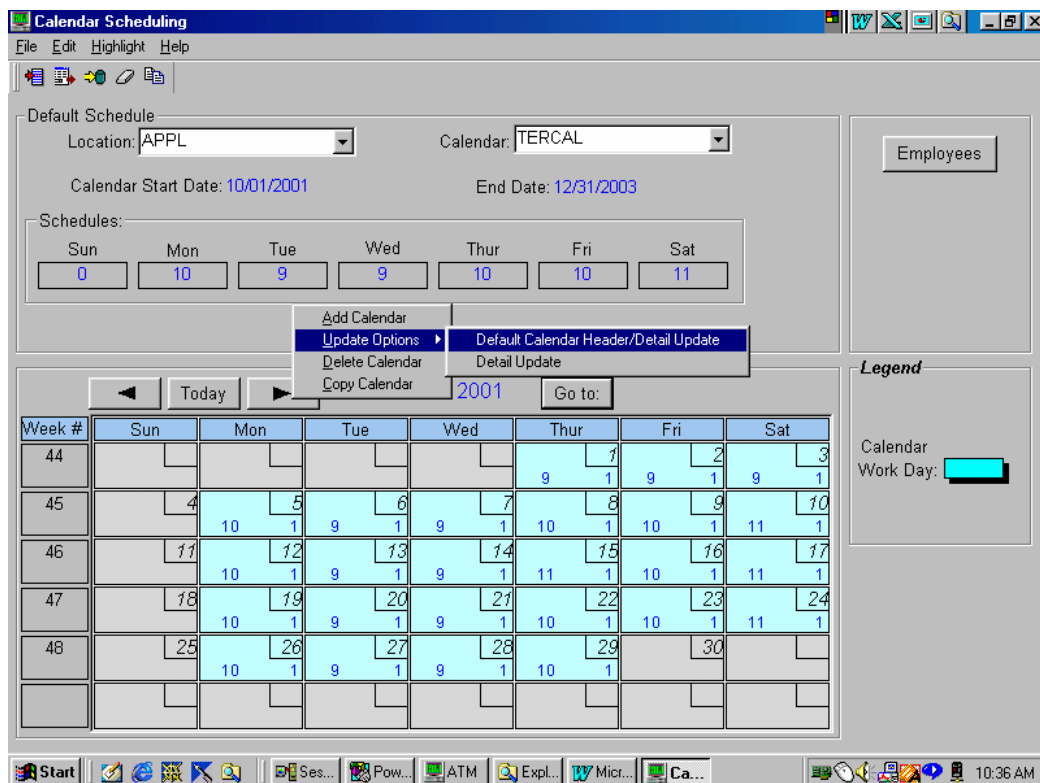 Calendar Scheduling
File Edit Highlight Help
Default Schedule
Location: APPL Calendar: TERCAL
Employees
Calendar Start Date: 10/01/2001 End Date: 12/31/2003
Schedules:
Sun Mon Tue Wed Thur Fri Sat
0 10 9 9 10 10 11
Add Calendar
Update Options Default Calendar Header/Detail Update
Delete Calendar Detail Update
Copy Calendar
Legend
Today 2001 Go to:
Week # Sun Mon Tue Wed Thur Fri Sat
Calendar
Work Day:
44 1 2 3
9 1 9 1 9 1
45 4 5 6 7 8 9 10
10 1 9 1 9 1 10 1 10 1 11 1
46 11 12 13 14 15 16 17
10 1 9 1 9 1 11 1 10 1 11 1
47 18 19 20 21 22 23 24
10 1 9 1 9 1 10 1 10 1 11 1
48 25 26 27 28 29 30
10 1 9 1 9 1 10 1
Start Ses... Pow... ATM Expl... Micr... Ca... 10:36 AM